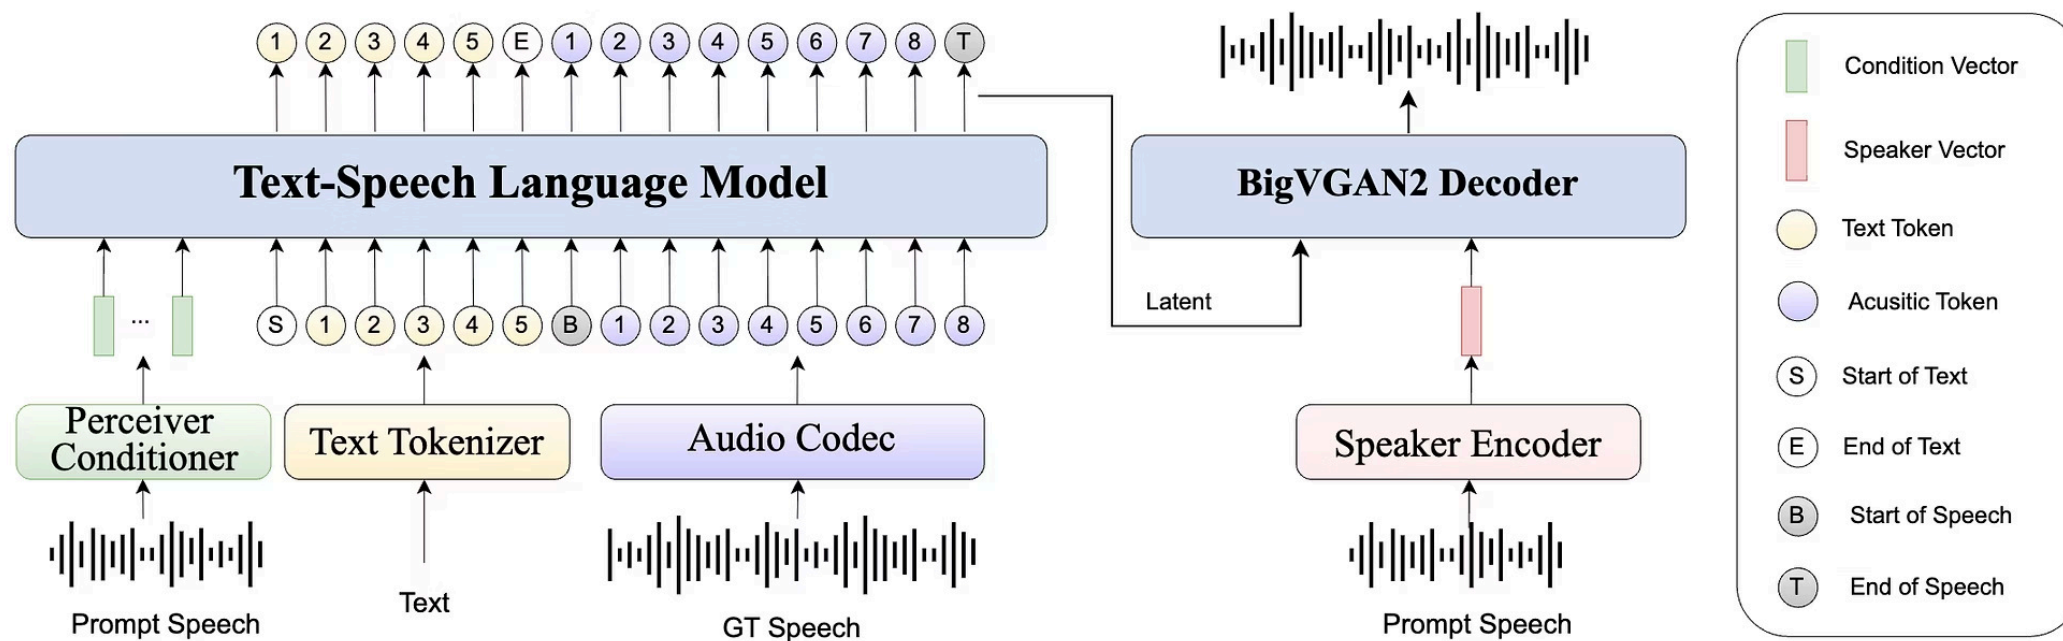 1 2 3 4 5 E 1 2 3 4 5 6 7 8 T
Text-Speech Language Model
BigVGAN2 Decoder
...
S 1 2 3 4 5 B 1 2 3 4 5 6 7 8
Latent
Perceiver
Conditioner
Text Tokenizer
Audio Codec
Speaker Encoder
Prompt Speech
Text
GT Speech
Prompt Speech
Condition Vector
Speaker Vector
Text Token
Acusitic Token
S Start of Text
E End of Text
B Start of Speech
T End of Speech